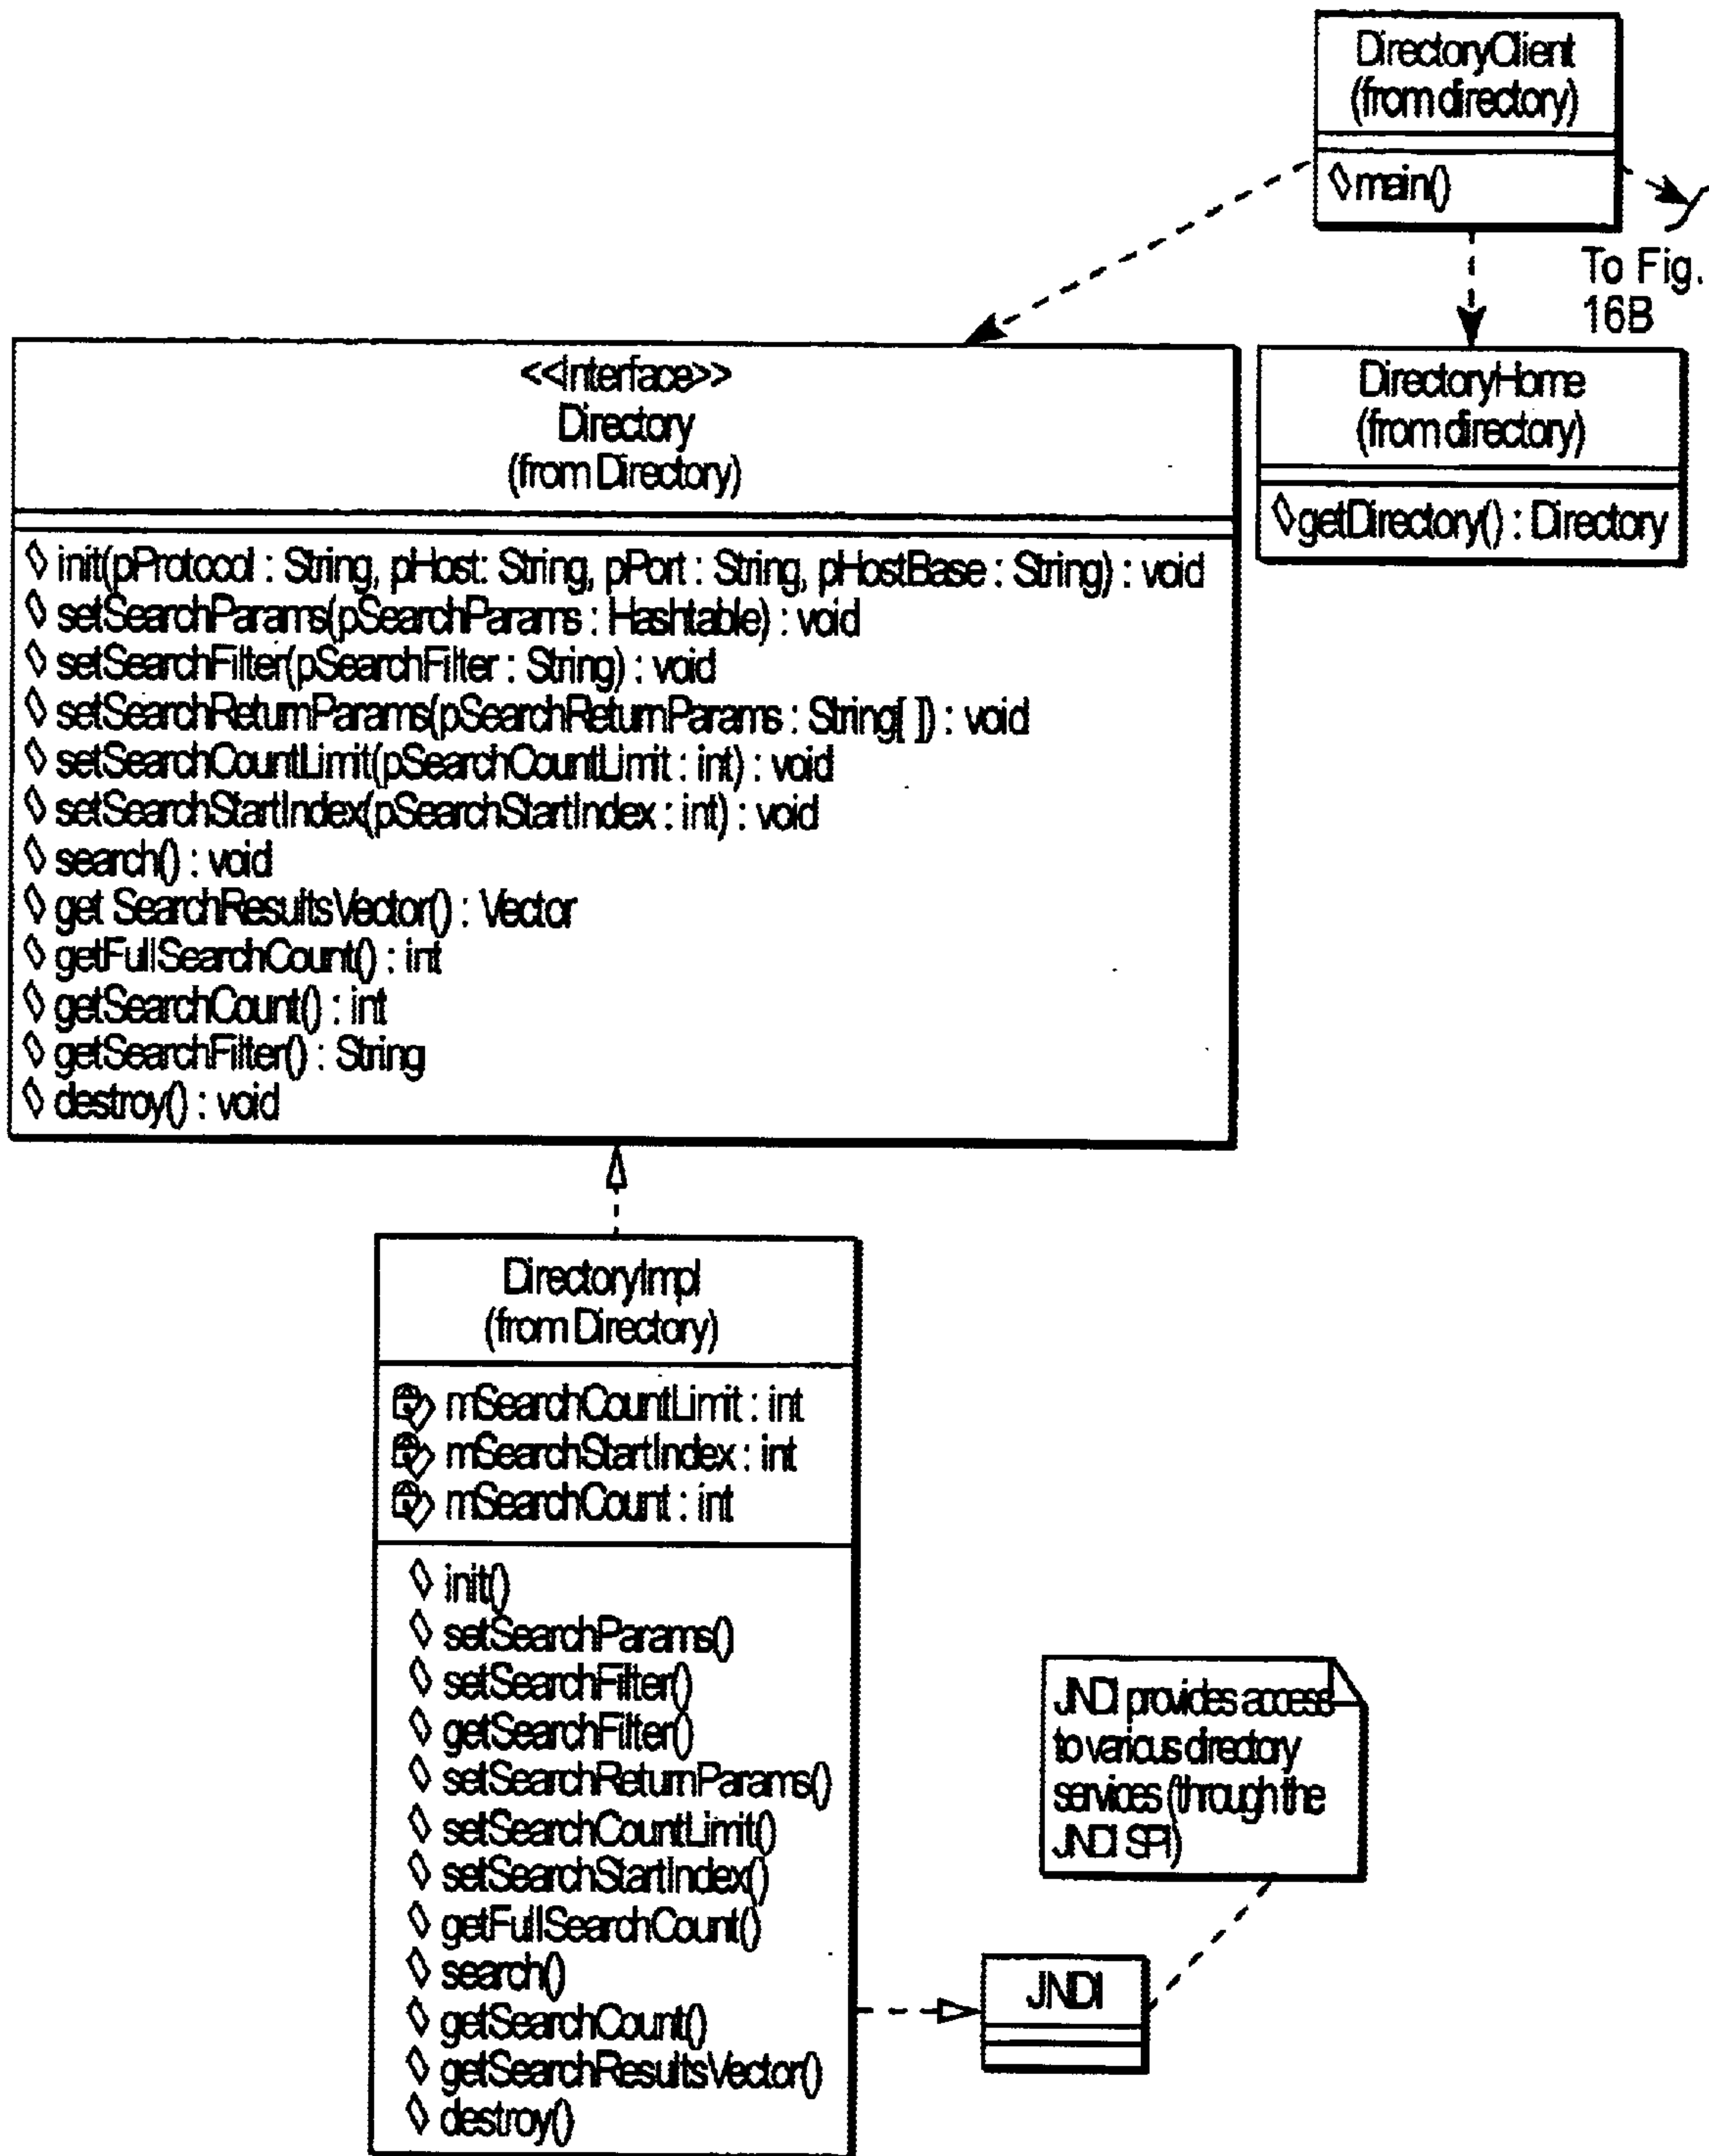 DirectoryClient
(from directory)
main()
To Fig.
16B
<<Interface>>
Directory
(from Directory)
init(pProtocol : String, pHost: String, pPort : String, pHostBase : String) : void
setSearchParams(pSearchParams : Hashtable) : void
setSearchFilter(pSearchFilter : String) : void
setSearchReturnParams(pSearchReturnParams : String[ ]) : void
setSearchCountLimit(pSearchCountLimit : int) : void
setSearchStartIndex(pSearchStartIndex : int) : void
search() : void
get SearchResultsVector() : Vector
getFullSearchCount() : int
getSearchCount() : int
getSearchFilter() : String
destroy() : void
DirectoryHome
(from directory)
getDirectory() : Directory
DirectoryImpl
(from Directory)
mSearchCountLimit : int
mSearchStartIndex : int
mSearchCount : int
init()
setSearchParams()
setSearchFilter()
getSearchFilter()
setSearchReturnParams()
setSearchCountLimit()
setSearchStartIndex()
getFullSearchCount()
search()
getSearchCount()
getSearchResultsVector()
destroy()
JNDI provides access
to various directory
services (through the
JNDI SPI)
JNDI